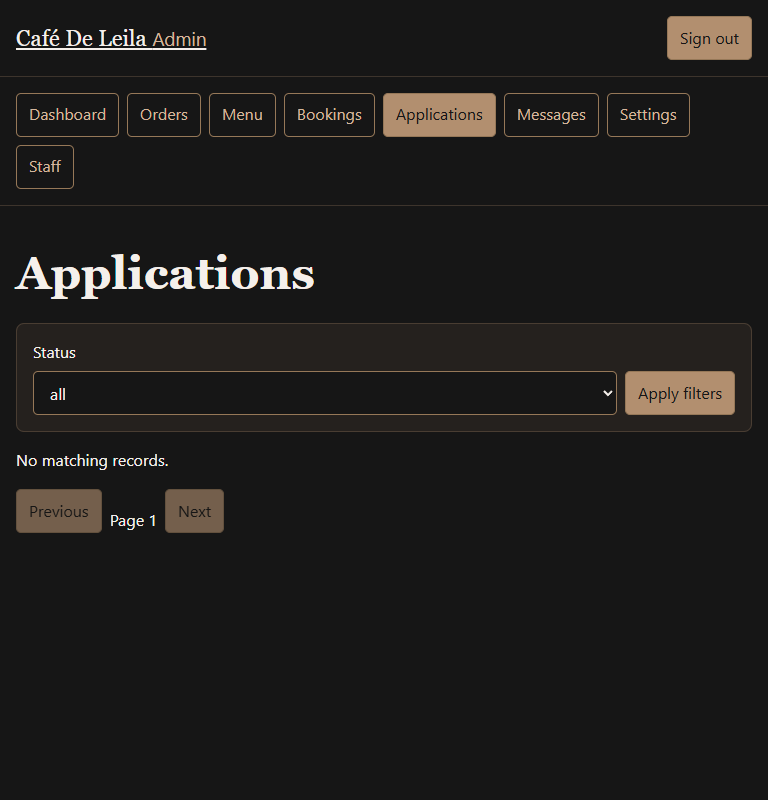 Café De Leila Admin
Sign out
Dashboard
Orders
Menu
Bookings
Applications
Messages
Settings
Staff
Applications
Status
all
Apply filters
No matching records.
Previous
Page 1
Next